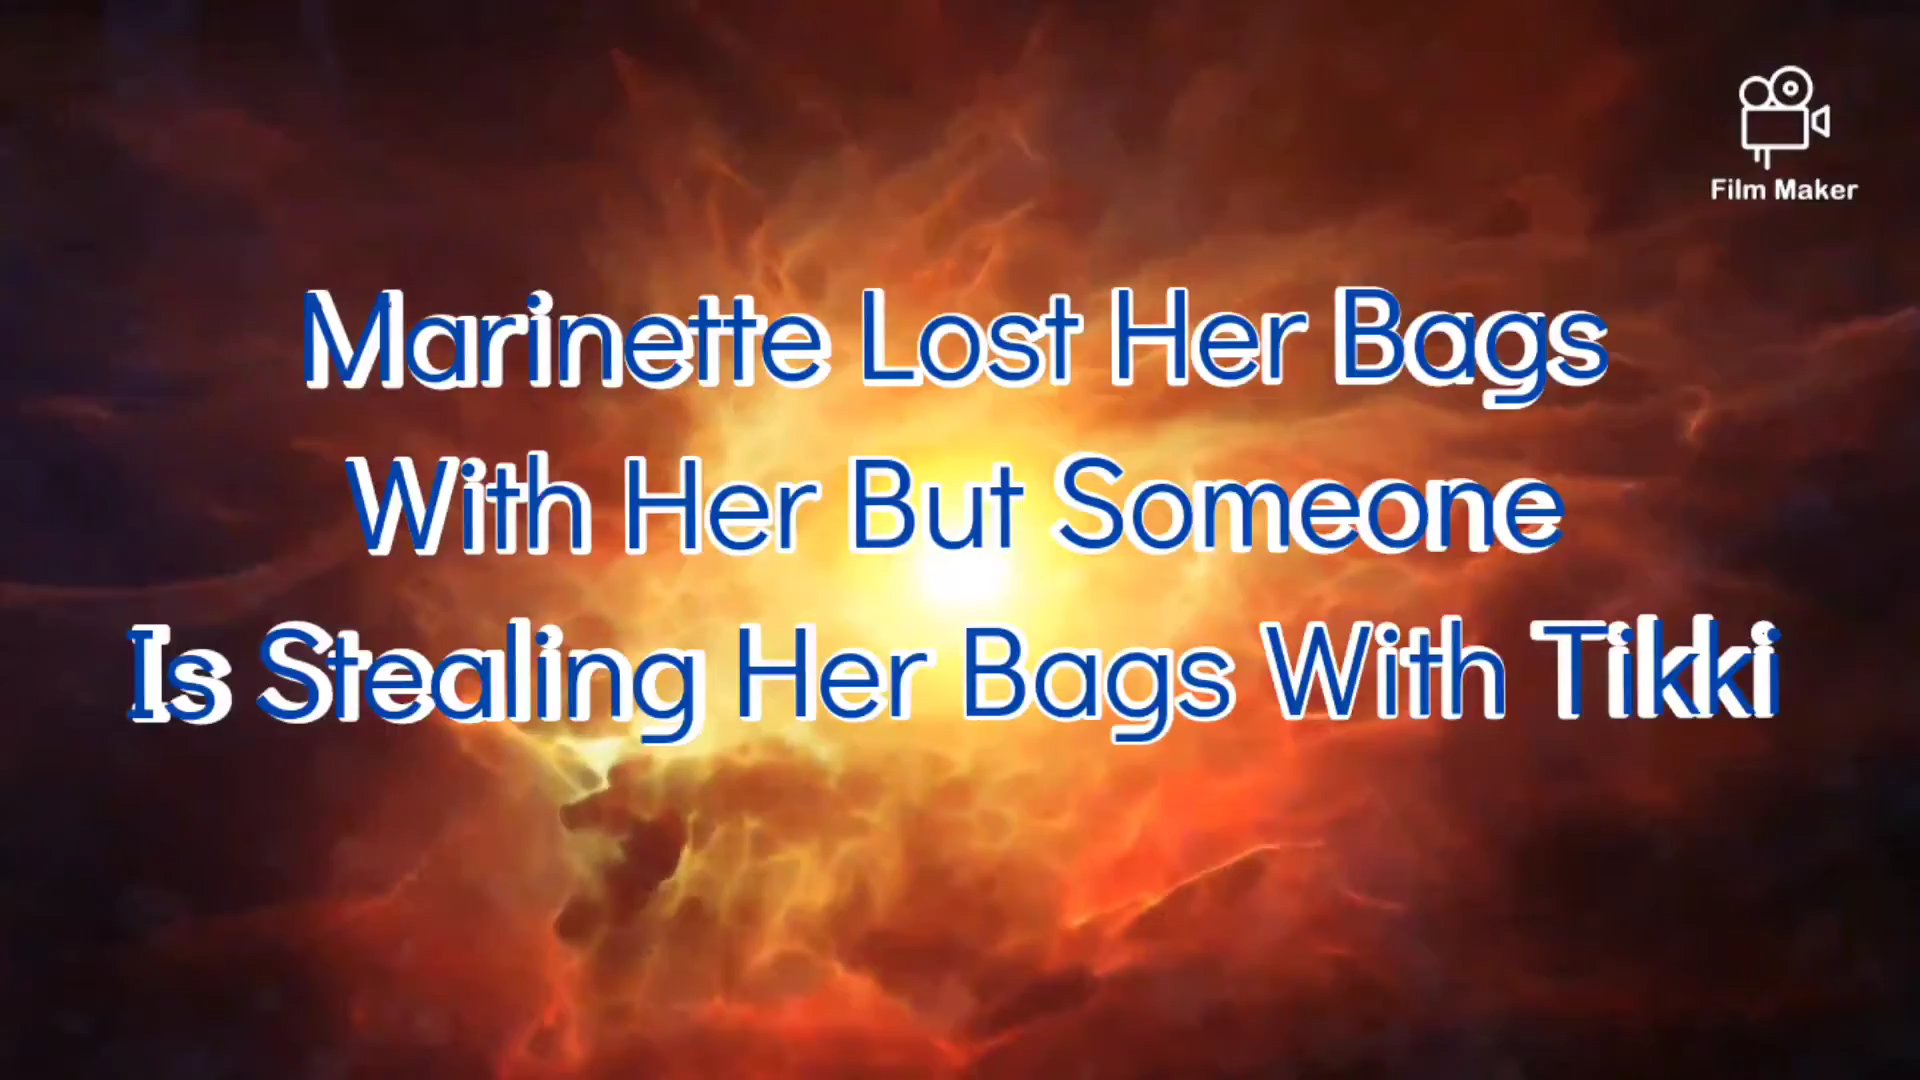 Film Maker
Marinette Lost Her Bags
With Her But Someone
Is Stealing Her Bags With Tikki